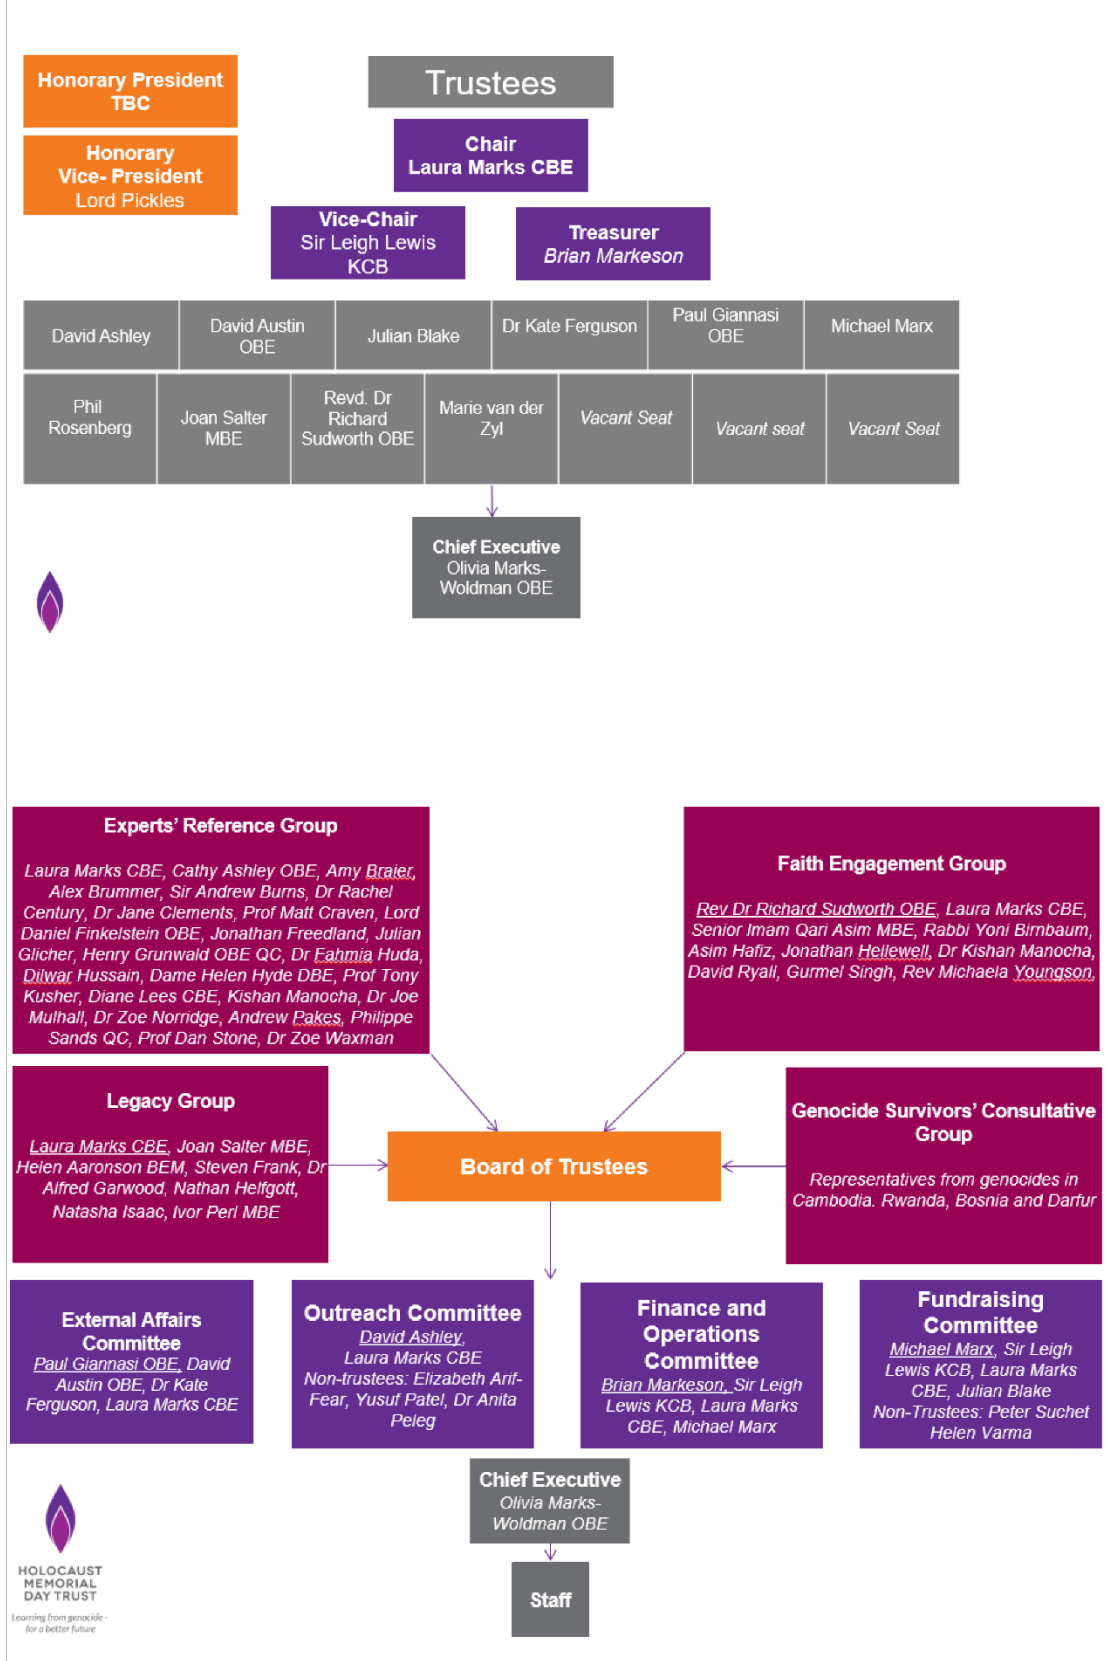 Honorary President
TBC
Trustees
Honorary
Vice- President
Lord Pickles
Chair
Laura Marks CBE
Vice-Chair
Sir Leigh Lewis
KCB
Treasurer
Brian Markeson
David Ashley
David Austin
OBE
Julian Blake
Dr Kate Ferguson
Paul Giannasi
OBE
Michael Marx
Phil
Rosenberg
Joan Salter
MBE
Revd. Dr
Richard
Sudworth OBE
Marie van der
Zyl
Vacant Seat
Vacant seat
Vacant Seat
Chief Executive
Olivia Marks-
Woldman OBE
Experts' Reference Group
Laura Marks CBE, Cathy Ashley OBE, Amy Braier,
Alex Brummer, Sir Andrew Burns, Dr Rachel
Century, Dr Jane Clements, Prof Matt Craven, Lord
Daniel Finkelstein OBE, Jonathan Freedland, Julian
Glicher, Henry Grunwald OBE QC, Dr Fahmia Huda,
Dilwar Hussain, Dame Helen Hyde DBE, Prof Tony
Kusher, Diane Lees CBE, Kishan Manocha, Dr Joe
Mulhall, Dr Zoe Norridge, Andrew Pakes, Philippe
Sands QC, Prof Dan Stone, Dr Zoe Waxman
Faith Engagement Group
Rev Dr Richard Sudworth OBE, Laura Marks CBE,
Senior Imam Qari Asim MBE, Rabbi Yoni Birnbaum,
Asim Hafiz, Jonathan Hellewell, Dr Kishan Manocha,
David Ryall, Gurmel Singh, Rev Michaela Youngson,
Legacy Group
Laura Marks CBE, Joan Salter MBE,
Helen Aaronson BEM, Steven Frank, Dr
Alfred Garwood, Nathan Helfgott,
Natasha Isaac, Ivor Perl MBE
Board of Trustees
Genocide Survivors' Consultative
Group
Representatives from genocides in
Cambodia. Rwanda, Bosnia and Darfur
External Affairs
Committee
Paul Giannasi OBE, David
Austin OBE, Dr Kate
Ferguson, Laura Marks CBE
Outreach Committee
David Ashley,
Laura Marks CBE
Non-trustees: Elizabeth Arif-
Fear, Yusuf Patel, Dr Anita
Peleg
Finance and
Operations
Committee
Brian Markeson, Sir Leigh
Lewis KCB, Laura Marks
CBE, Michael Marx
Fundraising
Committee
Michael Marx, Sir Leigh
Lewis KCB, Laura Marks
CBE, Julian Blake
Non-Trustees: Peter Suchet
Helen Varma
Chief Executive
Olivia Marks-
Woldman OBE
Staff
HOLOCAUST
MEMORIAL
DAY TRUST
Learning from genocide -
for a better future